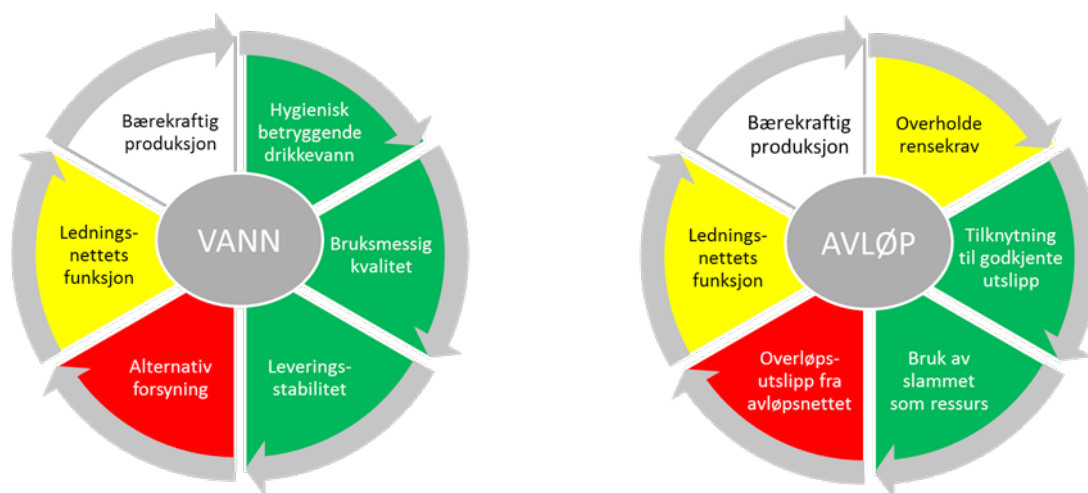 Bærekraftig
produksjon
Hygienisk
betryggende
drikkevann
Bruksmessig
kvalitet
Leverings-
stabilitet
Alternativ
forsyning
Lednings-
nettets
funksjon
VANN
Bærekraftig
produksjon
Overholde
rensekrav
Tilknytning
til godkjente
utslipp
Bruk av
slammet
som ressurs
Overløps-
utslipp fra
avløpsnettet
Lednings-
nettets
funksjon
AVLØP